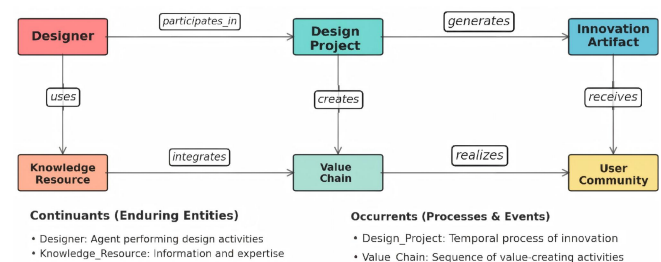 Designer
participates_in
Design
Project
generates
Innovation
Artifact
uses
creates
receives
Knowledge
Resource
integrates
Value
Chain
realizes
User
Community
Continuants (Enduring Entities)
• Designer: Agent performing design activities
• Knowledge_Resource: Information and expertise
Occurrents (Processes & Events)
• Design_Project: Temporal process of innovation
• Value_Chain: Sequence of value-creating activities